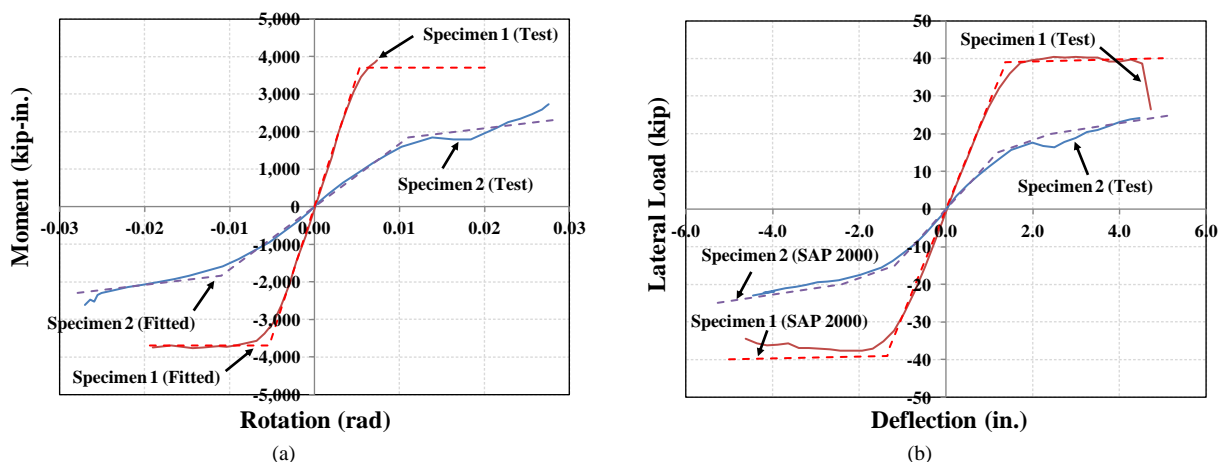 5,000
4,000
3,000
2,000
1,000
0
-1,000
-2,000
-3,000
-4,000
-5,000
-0.03 -0.02 -0.01 0.00 0.01 0.02 0.03
Moment (kip-in.)
Rotation (rad)
Specimen 1 (Test)
Specimen 2 (Test)
Specimen 2 (Fitted)
Specimen 1 (Fitted)
(a)
50
40
30
20
10
0
-10
-20
-30
-40
-50
-6.0 -4.0 -2.0 0.0 2.0 4.0 6.0
Lateral Load (kip)
Deflection (in.)
Specimen 1 (Test)
Specimen 2 (Test)
Specimen 2 (SAP 2000)
Specimen 1 (SAP 2000)
(b)